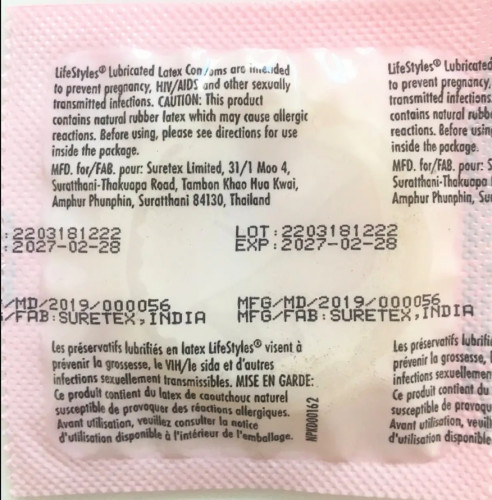 LifeStyles® Lubricated Latex Condoms are intended
to prevent pregnancy, HIV/AIDS and other sexually
transmitted infections. CAUTION: This product
contains natural rubber latex which may cause allergic
reactions. Before using, please see directions for use
inside the package.
MFD. for/FAB. pour: Suretex Limited, 31/1 Moo 4,
Suratthani-Thakuapa Road, Tambon Khao Hua Kwai,
Amphur Phunphin, Suratthani 84130, Thailand
LifeStyles® Lubricated
to prevent pregnancy,
transmitted infections
contains natural rubb
reactions. Before usin
inside the package.
MFD. for/FAB. pour: S
Suratthani-Thakuapa
Amphur Phunphin, Su
: 2203181222
: 2027-02-28
LOT : 2203181222
EXP : 2027-02-28
/MD/2019/000056
/FAB:SURETEX,INDIA
MFG/MD/2019/000056
MFG/FAB:SURETEX,INDIA
Les préservatifs lubrifiés en latex LifeStyles® visent à
prévenir la grossesse, le VIH/le sida et d'autres
infections sexuellement transmissibles. MISE EN GARDE:
Ce produit contient du latex de caoutchouc naturel
susceptible de provoquer des réactions allergiques.
Avant utilisation, veuillez consulter la notice
d'utilisation disponible à l'intérieur de l'emballage.
NPKD00162
Les préservatifs lubrifi
prévenir la grossesse,
infections sexuellemen
Ce produit contient du
susceptible de provoqu
Avant utilisation, veuill
d'utilisation disponible